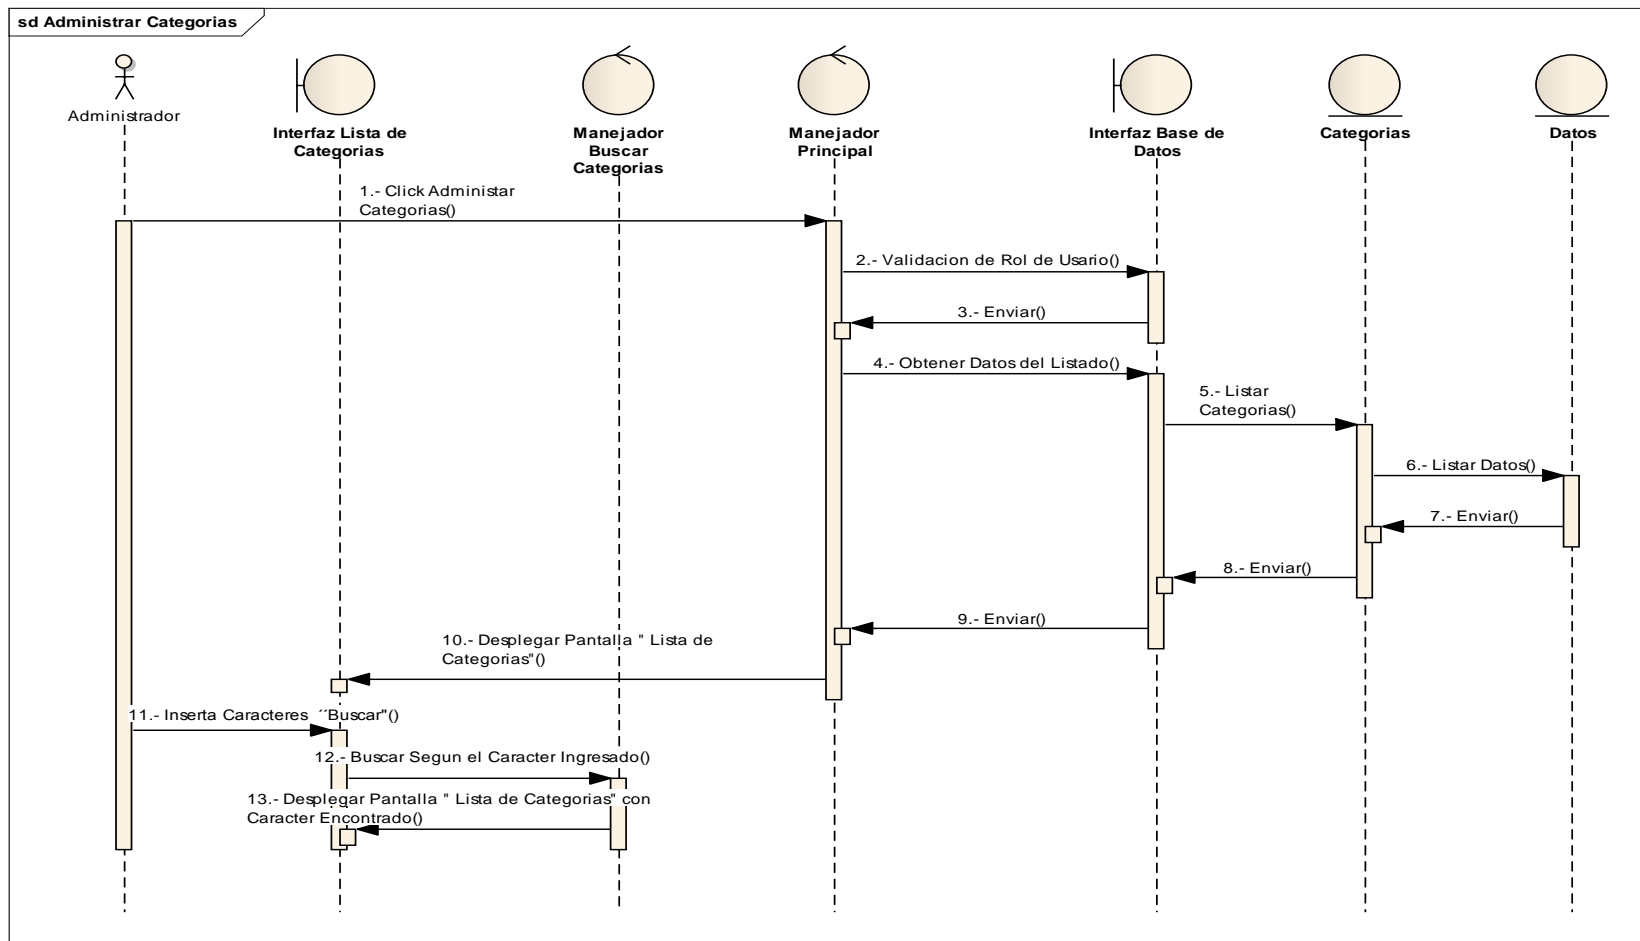 sd Administrar Categorias
Administrador
Interfaz Lista de
Categorias
Manejador
Buscar
Categorias
Manejador
Principal
Interfaz Base de
Datos
Categorias
Datos
1.- Click Administar
Categorias()
2.- Validacion de Rol de Usario()
3.- Enviar()
4.- Obtener Datos del Listado()
5.- Listar
Categorias()
6.- Listar Datos()
7.- Enviar()
8.- Enviar()
9.- Enviar()
10.- Desplegar Pantalla " Lista de
Categorias"()
11.- Inserta Caracteres ´´Buscar"()
12.- Buscar Segun el Caracter Ingresado()
13.- Desplegar Pantalla " Lista de Categorias" con
Caracter Encontrado()